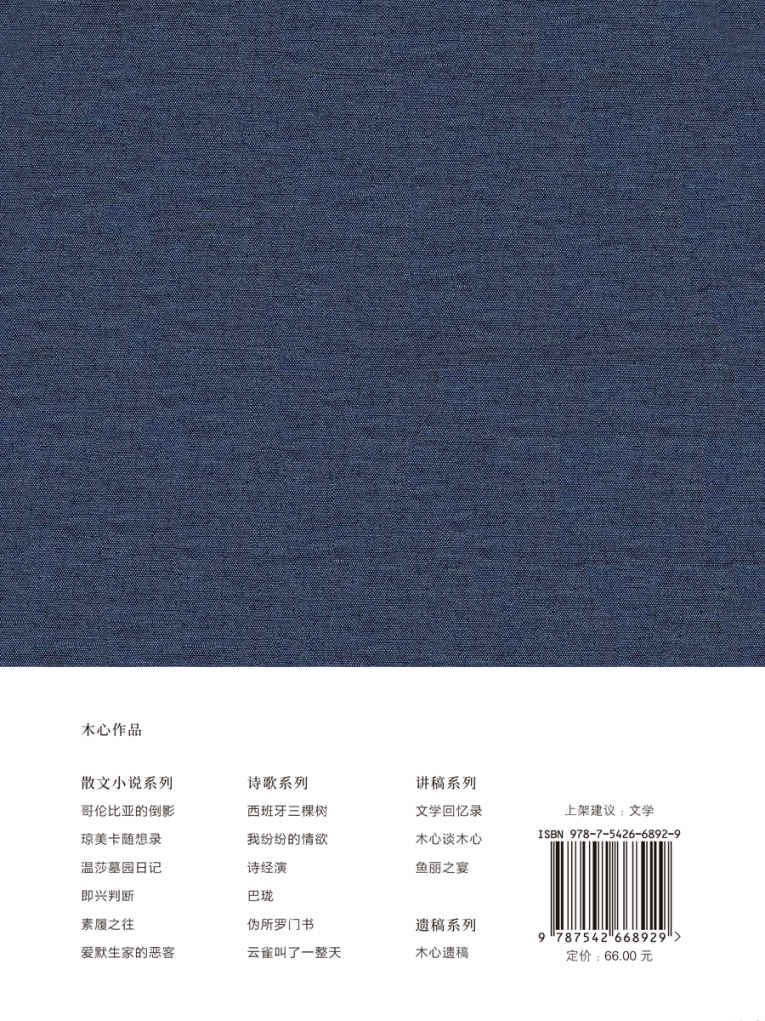 木心作品
散文小说系列
哥伦比亚的倒影
琼美卡随想录
温莎墓园日记
即兴判断
素履之往
爱默生家的恶客
诗歌系列
西班牙三棵树
我纷纷的情欲
诗经演
巴珑
伪所罗门书
云雀叫了一整天
讲稿系列
文学回忆录
木心谈木心
鱼丽之宴
遗稿系列
木心遗稿
上架建议：文学
ISBN 978-7-5426-6892-9
9 787542 668929 >
定价：66.00 元